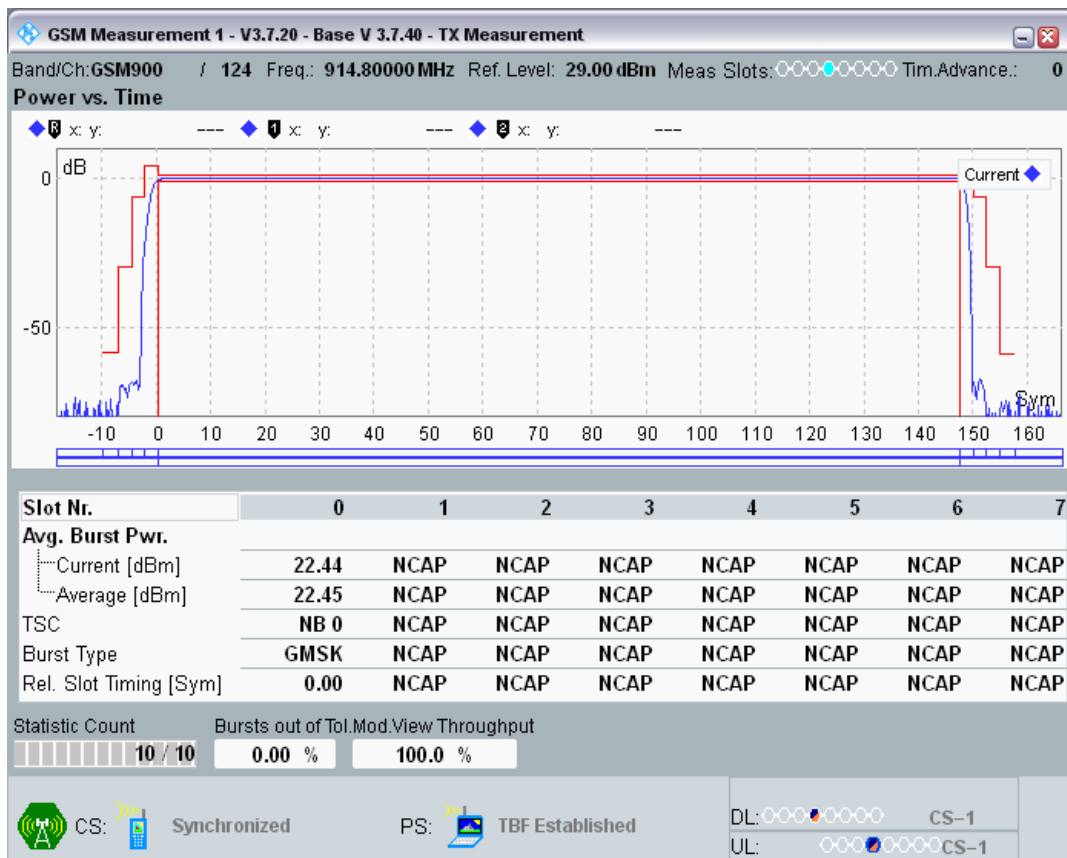 GSM Measurement 1 - V3.7.20 - Base V 3.7.40 - TX Measurement
Band/Ch:GSM900 / 124 Freq.: 914.80000 MHz Ref. Level: 29.00 dBm Meas Slots: Tim.Advance.: 0
Power vs. Time
R x: y: --- 1 x: y: --- 2 x: y: ---
dB
Current
0
-50
Sym
-10 0 10 20 30 40 50 60 70 80 90 100 110 120 130 140 150 160
Slot Nr. 0 1 2 3 4 5 6 7
Avg. Burst Pwr.
Current [dBm] 22.44 NCAP NCAP NCAP NCAP NCAP NCAP NCAP
Average [dBm] 22.45 NCAP NCAP NCAP NCAP NCAP NCAP NCAP
TSC NB 0 NCAP NCAP NCAP NCAP NCAP NCAP NCAP
Burst Type GMSK NCAP NCAP NCAP NCAP NCAP NCAP NCAP
Rel. Slot Timing [Sym] 0.00 NCAP NCAP NCAP NCAP NCAP NCAP NCAP
Statistic Count Bursts out of Tol.Mod.View Throughput
10 / 10 0.00 % 100.0 %
CS: Synchronized PS: TBF Established DL: CS-1
UL: CS-1